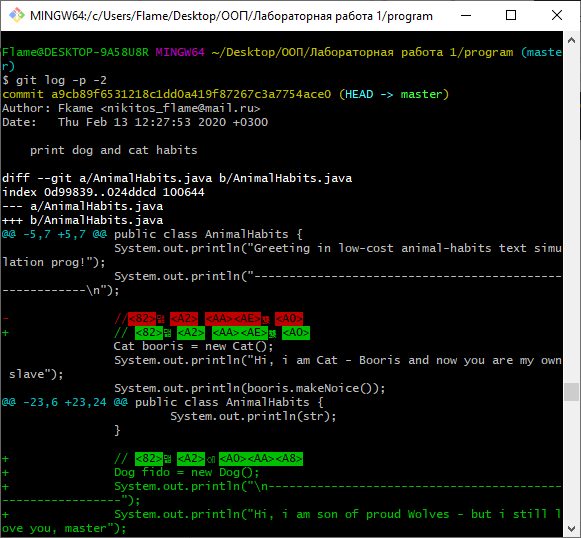 MINGW64:/c/Users/Flame/Desktop/ООП/Лабораторная работа 1/program
Flame@DESKTOP-9A58U8R MINGW64 ~/Desktop/ООП/Лабораторная работа 1/program (maste
r)
$ git log -p -2
commit a9cb89f6531218c1dd0a419f87267c3a7754ace0 (HEAD -> master)
Author: Fkame <nikitos_flame@mail.ru>
Date:   Thu Feb 13 12:27:53 2020 +0300
    print dog and cat habits
diff --git a/AnimalHabits.java b/AnimalHabits.java
index 0d99839..024ddcd 100644
--- a/AnimalHabits.java
+++ b/AnimalHabits.java
@@ -5,7 +5,7 @@ public class AnimalHabits {
                System.out.println("Greeting in low-cost animal-habits text simu
lation prog!");
                System.out.println("-------------------------------------------
------------\n");
-               //<82> <A2> <AA><AE> <A0>
+               // <82> <A2> <AA><AE> <A0>
                Cat booris = new Cat();
                System.out.println("Hi, i am Cat - Booris and now you are my own
 slave");
                System.out.println(booris.makeNoice());
@@ -23,6 +23,24 @@ public class AnimalHabits {
                        System.out.println(str);
                }
+               // <82> <A2> <A0><AA><A8>
+               Dog fido = new Dog();
+               System.out.println("\n-----------------------------------------
-----------------");
+               System.out.println("Hi, i am son of proud Wolves - but i still l
ove you, master");